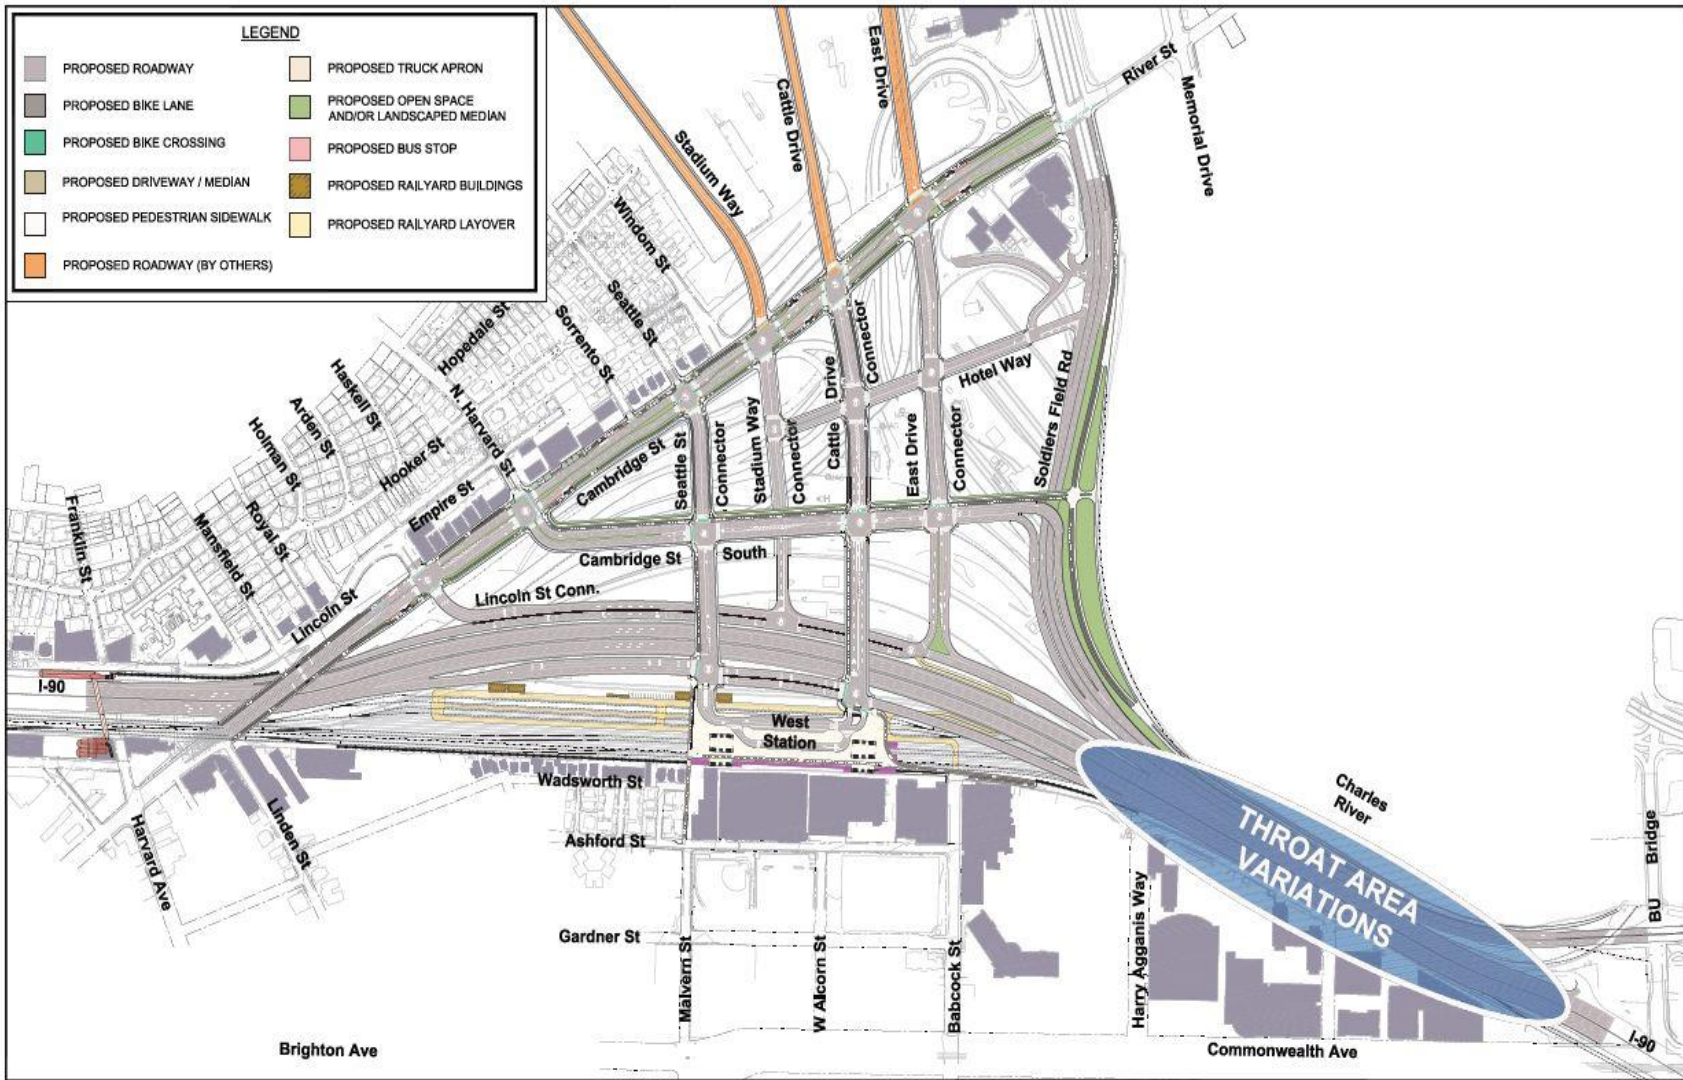 LEGEND
PROPOSED ROADWAY
PROPOSED BIKE LANE
PROPOSED BIKE CROSSING
PROPOSED DRIVEWAY / MEDIAN
PROPOSED PEDESTRIAN SIDEWALK
PROPOSED ROADWAY (BY OTHERS)
PROPOSED TRUCK APRON
PROPOSED OPEN SPACE
AND/OR LANDSCAPED MEDIAN
PROPOSED BUS STOP
PROPOSED RAILYARD BUILDINGS
PROPOSED RAILYARD LAYOVER
Stadium Way
Cattle Drive
East Drive
River St
Memorial Drive
Windom St
Seattle St
Sorrento St
Hopedale St
N. Harvard St
Haskell St
Arden St
Holman St
Hooker St
Empire St
Royal St
Mansfield St
Franklin St
Lincoln St
Cambridge St
Seattle St
Connector
Stadium Way
Connector
Cattle Drive
Connector
East Drive
Connector
Hotel Way
Soldiers Field Rd
Cambridge St South
Lincoln St Conn.
I-90
West
Station
Wadsworth St
Ashford St
Gardner St
Harvard Ave
Linden St
Malvern St
W Alcorn St
Babcock St
Harry Agganis Way
THROAT AREA
VARIATIONS
Charles
River
BU Bridge
I-90
Brighton Ave
Commonwealth Ave